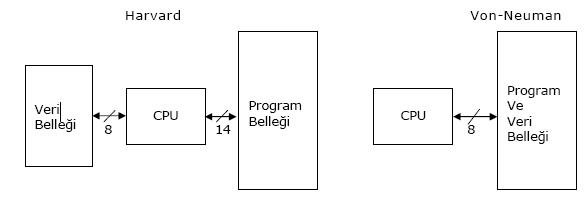 Harvard
Veri
Belleği
8
CPU
14
Program
Belleği
Von-Neuman
CPU
8
Program
Ve
Veri
Belleği